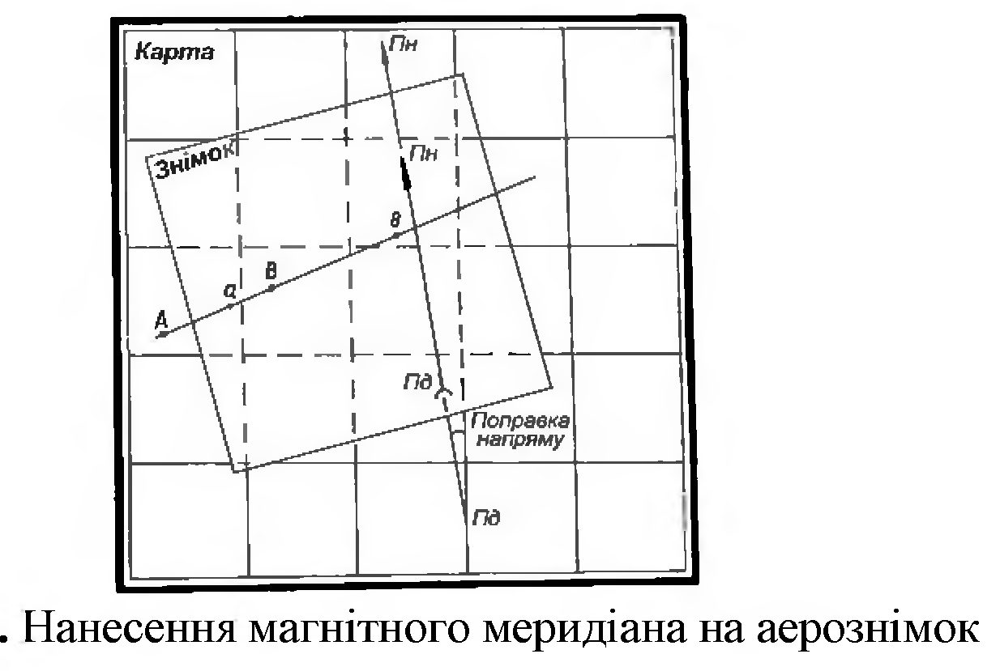 Карта
Пн
Знімок
Пн
в
В
а
А
Пд
Поправка
напряму
Пд
. Нанесення магнітного меридіана на аерознімок